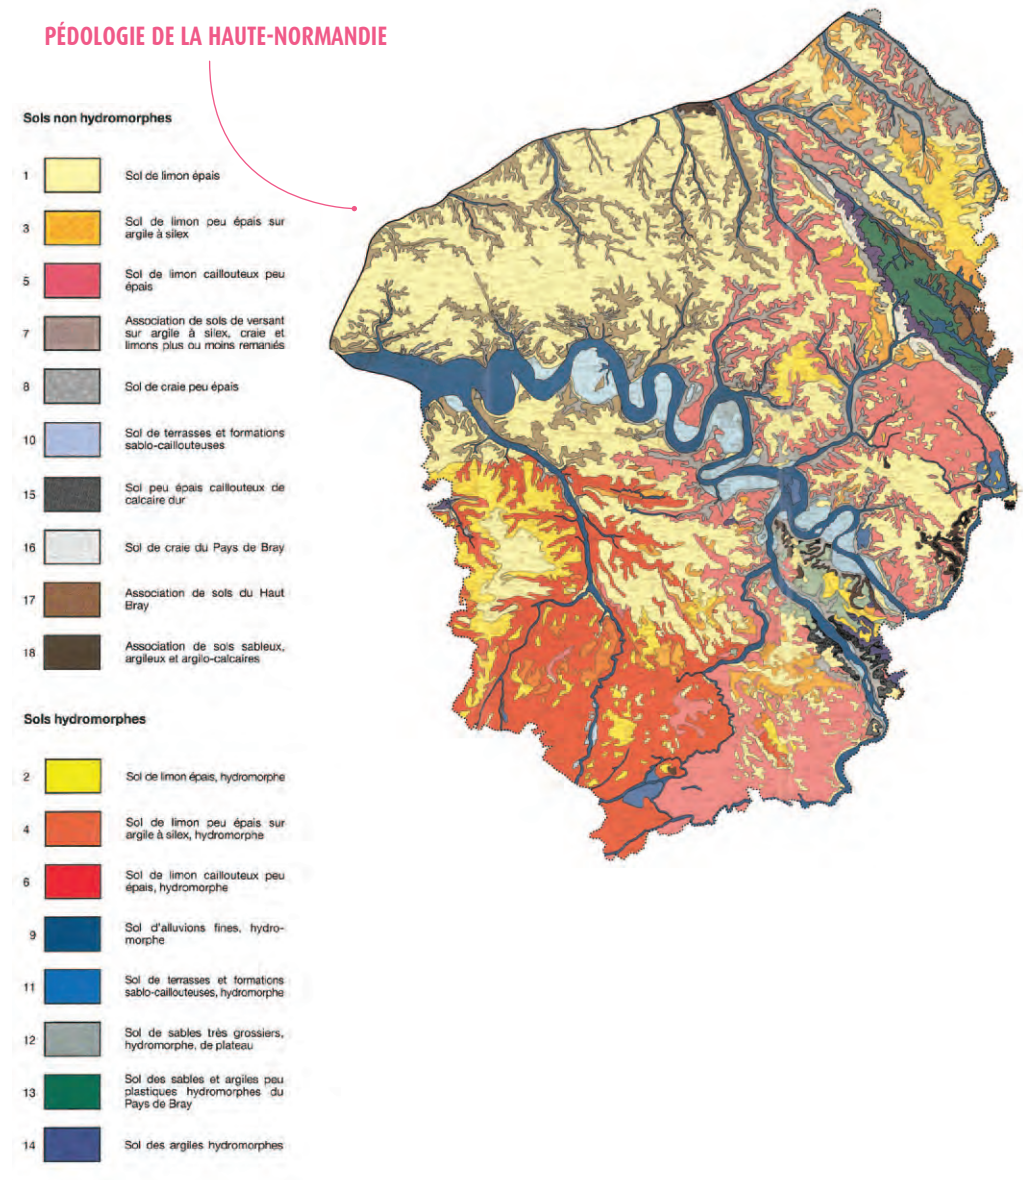 PÉDOLOGIE DE LA HAUTE-NORMANDIE
Sols non hydromorphes
1 Sol de limon épais
3 Sol de limon peu épais sur
argile à silex
5 Sol de limon caillouteux peu
épais
7 Association de sols de versant
sur argile à silex, craie et
limons plus ou moins remaniés
8 Sol de craie peu épais
10 Sol de terrasses et formations
sablo-caillouteuses
15 Sol peu épais caillouteux de
calcaire dur
16 Sol de craie du Pays de Bray
17 Association de sols du Haut
Bray
18 Association de sols sableux,
argileux et argilo-calcaires
Sols hydromorphes
2 Sol de limon épais, hydromorphe
4 Sol de limon peu épais sur
argile à silex, hydromorphe
6 Sol de limon caillouteux peu
épais, hydromorphe
9 Sol d'alluvions fines, hydro-
morphe
11 Sol de terrasses et formations
sablo-caillouteuses, hydromorphe
12 Sol de sables très grossiers,
hydromorphe, de plateau
13 Sol des sables et argiles peu
plastiques hydromorphes du
Pays de Bray
14 Sol des argiles hydromorphes